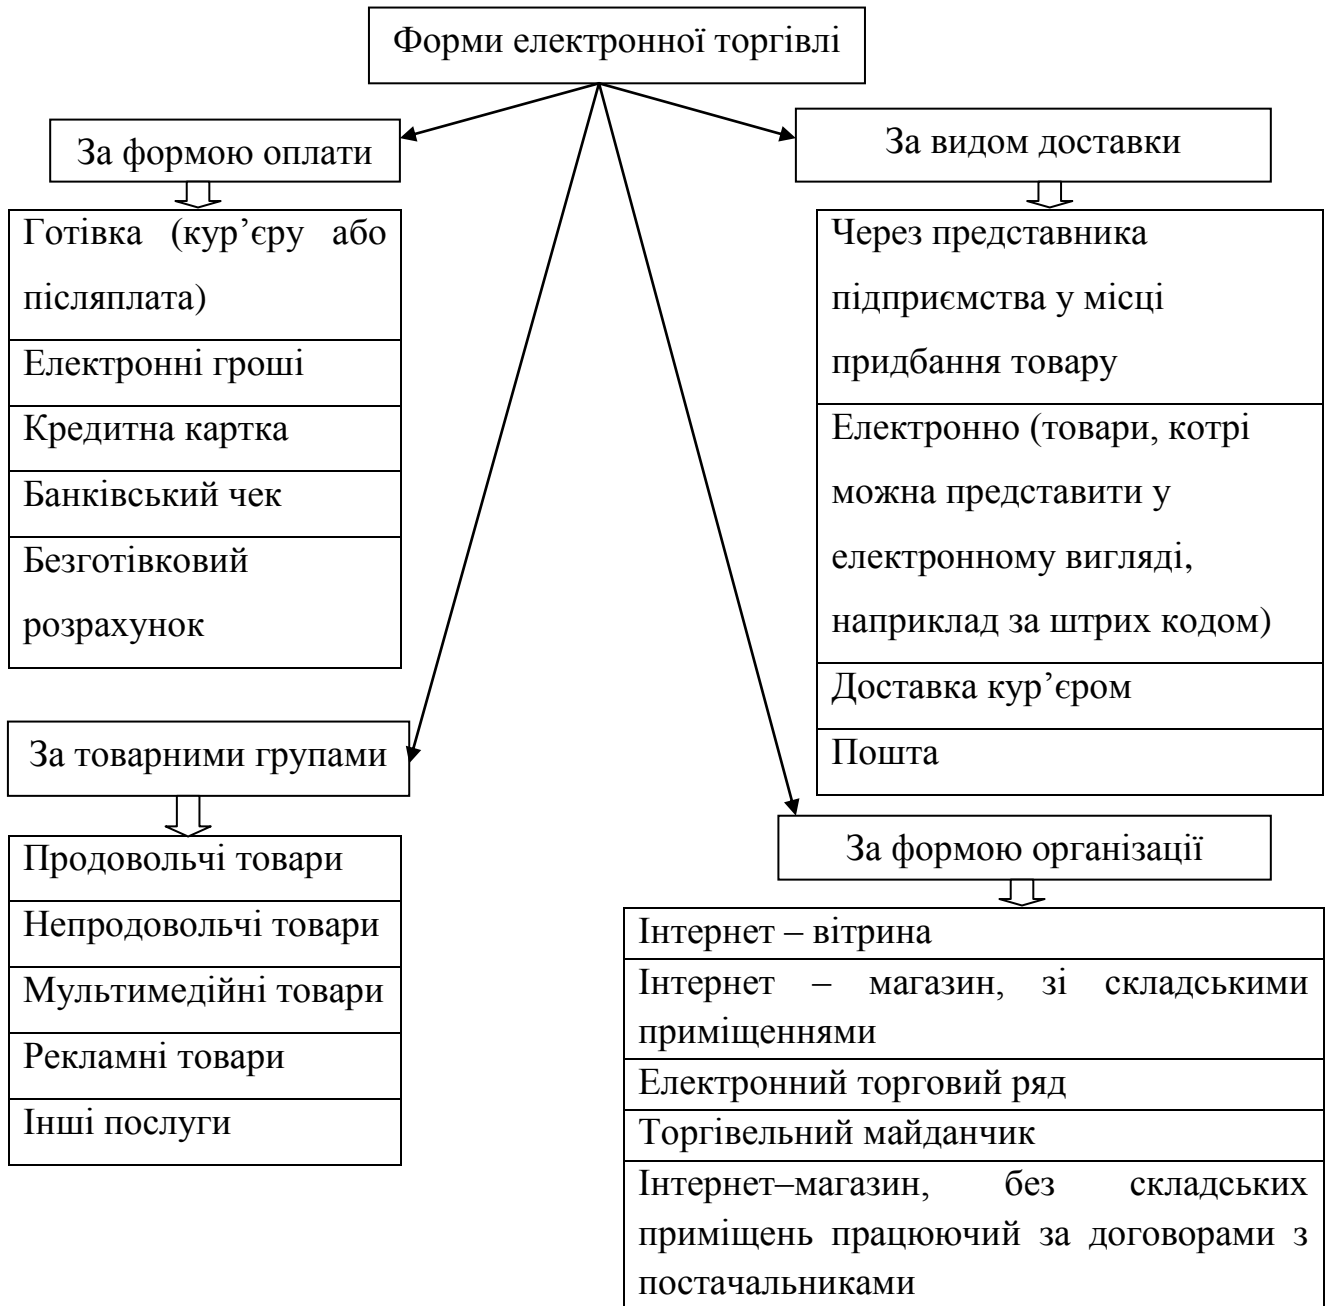 Форми електронної торгівлі
За формою оплати
Готівка (кур’єру або
післяплата)
Електронні гроші
Кредитна картка
Банківський чек
Безготівковий
розрахунок
За видом доставки
Через представника
підприємства у місці
придбання товару
Електронно (товари, котрі
можна представити у
електронному вигляді,
наприклад за штрих кодом)
Доставка кур’єром
Пошта
За товарними групами
Продовольчі товари
Непродовольчі товари
Мультимедійні товари
Рекламні товари
Інші послуги
За формою організації
Інтернет – вітрина
Інтернет – магазин, зі складськими
приміщеннями
Електронний торговий ряд
Торгівельний майданчик
Інтернет–магазин, без складських
приміщень працюючий за договорами з
постачальниками